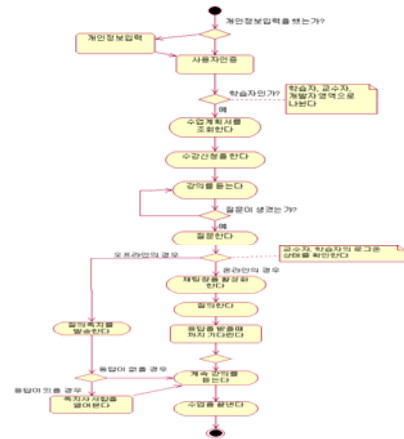 개인정보입력을 했는가?
개인정보입력
사용자인증
학습자인가?
학습자, 교수자,
개발자 영역으로
나뉜다
예
수업계획서를
조회한다
수강신청을 한다
강의를 듣는다
질문이 생겼는가?
예
질문한다
오프라인의 경우
온라인의 경우
교수자, 학습자의 로그온
상태를 확인한다
채팅창을 활성화
한다
질의한다
질의쪽지를
발송한다
응답을 받을때
까지 기다린다
응답이 없을 경우
계속 강의를
듣는다
응답이 있을 경우
쪽지사서함을
열어본다
수업을 끝낸다